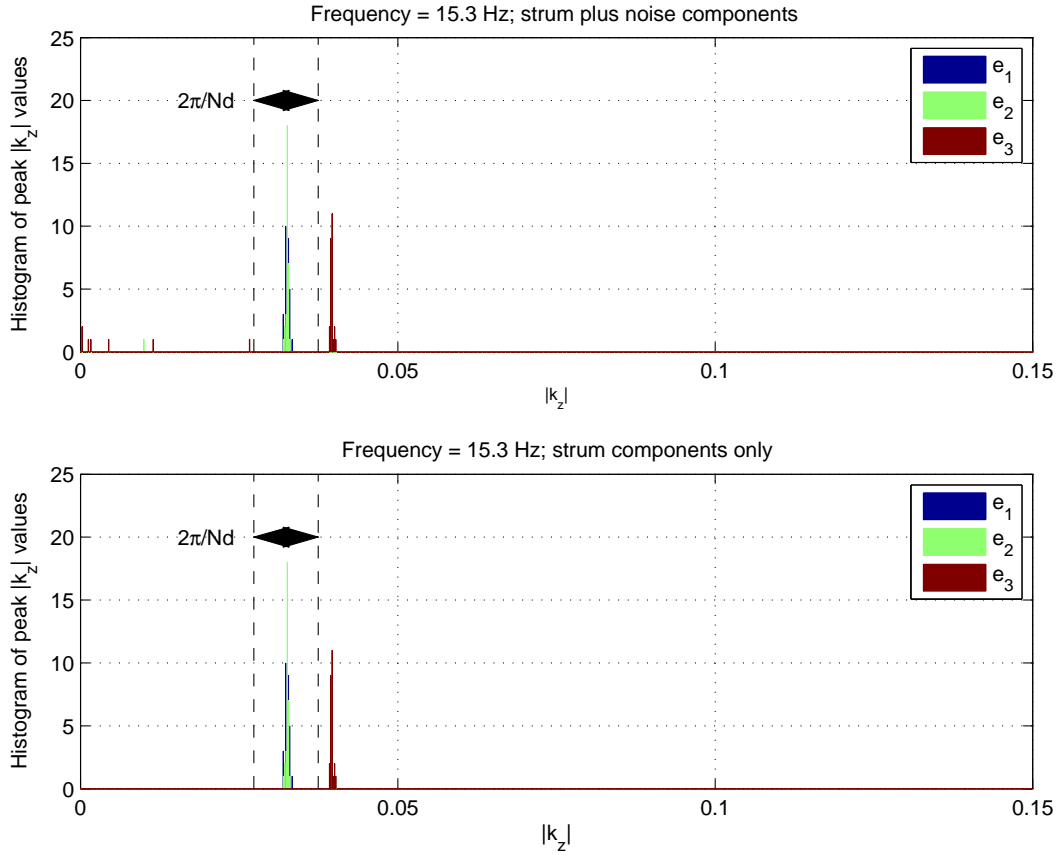 Frequency = 15.3 Hz; strum plus noise components
Histogram of peak |k_z| values
25
20
15
10
5
0
2π/Nd
e_1
e_2
e_3
0
0.05
0.1
0.15
|k_z|
Frequency = 15.3 Hz; strum components only
Histogram of peak |k_z| values
25
20
15
10
5
0
2π/Nd
e_1
e_2
e_3
0
0.05
0.1
0.15
|k_z|